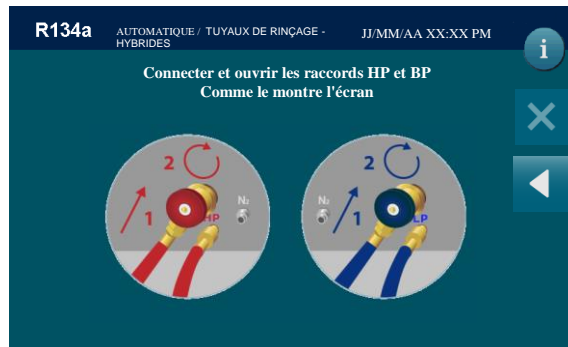 R134a
AUTOMATIQUE / TUYAUX DE RINÇAGE -
HYBRIDES
JJ/MM/AA XX:XX PM
i
Connecter et ouvrir les raccords HP et BP
Comme le montre l'écran
2
N₂
1
HP
2
N₂
1
LP